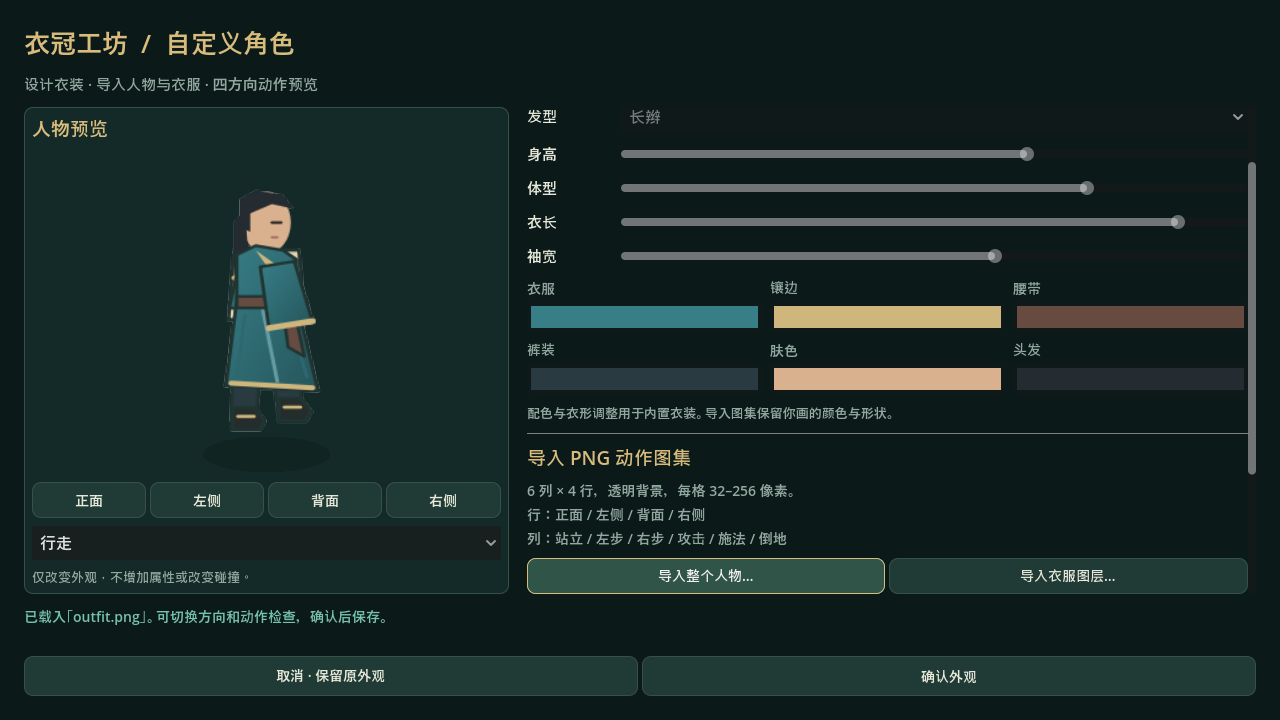 衣冠工坊 / 自定义角色
设计衣装 · 导入人物与衣服 · 四方向动作预览
人物预览
正面
左侧
背面
右侧
行走
仅改变外观 · 不增加属性或改变碰撞。
发型
长辫
身高
体型
衣长
袖宽
衣服
镶边
腰带
裤装
肤色
头发
配色与衣形调整用于内置衣装。导入图集保留你画的颜色与形状。
导入 PNG 动作图集
6 列 × 4 行，透明背景，每格 32–256 像素。
行：正面 / 左侧 / 背面 / 右侧
列：站立 / 左步 / 右步 / 攻击 / 施法 / 倒地
导入整个人物...
导入衣服图层...
已载入「outfit.png」。可切换方向和动作检查，确认后保存。
取消 · 保留原外观
确认外观